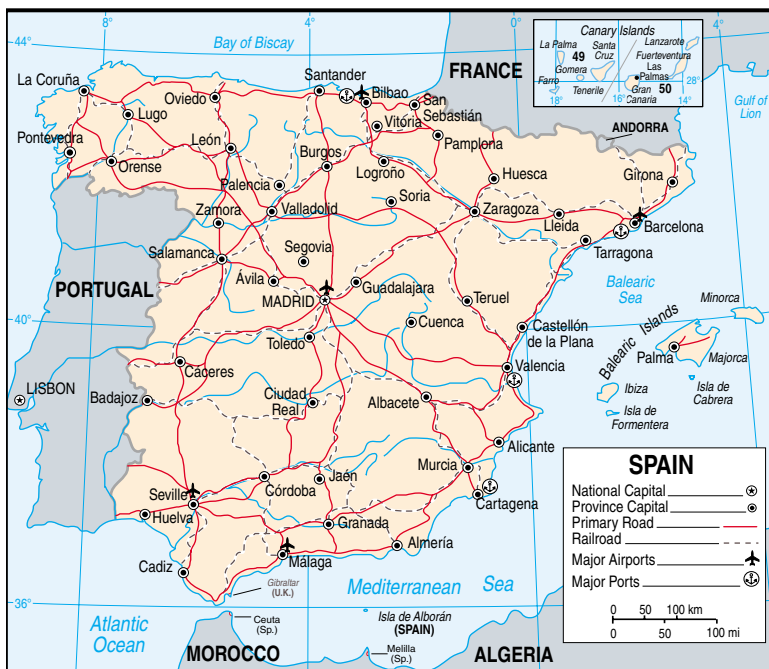 8°
4°
0°
4°
44°
Bay of Biscay
FRANCE
Canary Islands
La Palma
49
Santa
Cruz
Lanzarote
Fuerteventura
Gomera
Las
Palmas
28°
Farro
Tenerife
Gran
Canaria
50
18°
16°
14°
Gulf of
Lion
ANDORRA
La Coruña
Lugo
Oviedo
Santander
Bilbao
San
Sebastián
Vitória
Pamplona
Pontevedra
Orense
León
Burgos
Logroño
Huesca
Girona
Palencia
Soria
Zamora
Valladolid
Zaragoza
Lleida
Barcelona
Tarragona
Salamanca
Segovia
Ávila
Guadalajara
MADRID
Teruel
Balearic
Sea
PORTUGAL
40°
Toledo
Cuenca
Castellón
de la Plana
Balearic Islands
Minorca
Palma
Majorca
Cáceres
Valencia
LISBON
Badajoz
Ciudad
Real
Albacete
Ibiza
Isla de
Cabrera
Isla de
Formentera
Alicante
Murcia
Seville
Córdoba
Jaén
Cartagena
Huelva
Granada
Almería
Cadiz
Málaga
Gibraltar
(U.K.)
Mediterranean Sea
36°
Ceuta
(Sp.)
Isla de Alborán
(SPAIN)
Atlantic
Ocean
MOROCCO
Melilla
(Sp.)
ALGERIA
SPAIN
National Capital
Province Capital
Primary Road
Railroad
Major Airports
Major Ports
0 50 100 km
0 50 100 mi